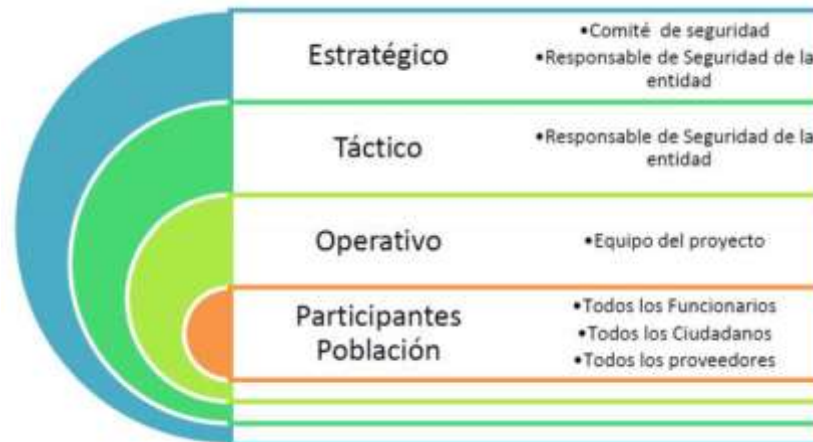 Estratégico
•Comité de seguridad
•Responsable de Seguridad de la
entidad
Táctico
•Responsable de Seguridad de la
entidad
Operativo
•Equipo del proyecto
Participantes
Población
•Todos los Funcionarios
•Todos los Ciudadanos
•Todos los proveedores